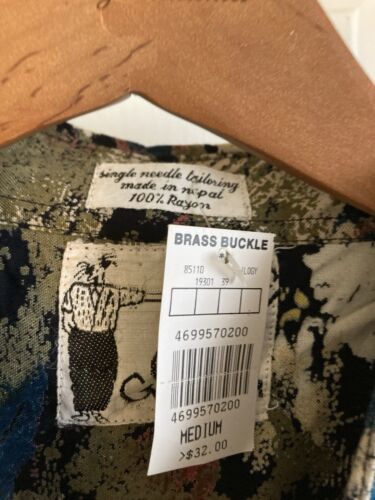 single needle tailoring
made in nepal
100% Rayon
BRASS BUCKLE
85110 LOGY
19301 39
4699570200
4699570200
MEDIUM
>$32.00